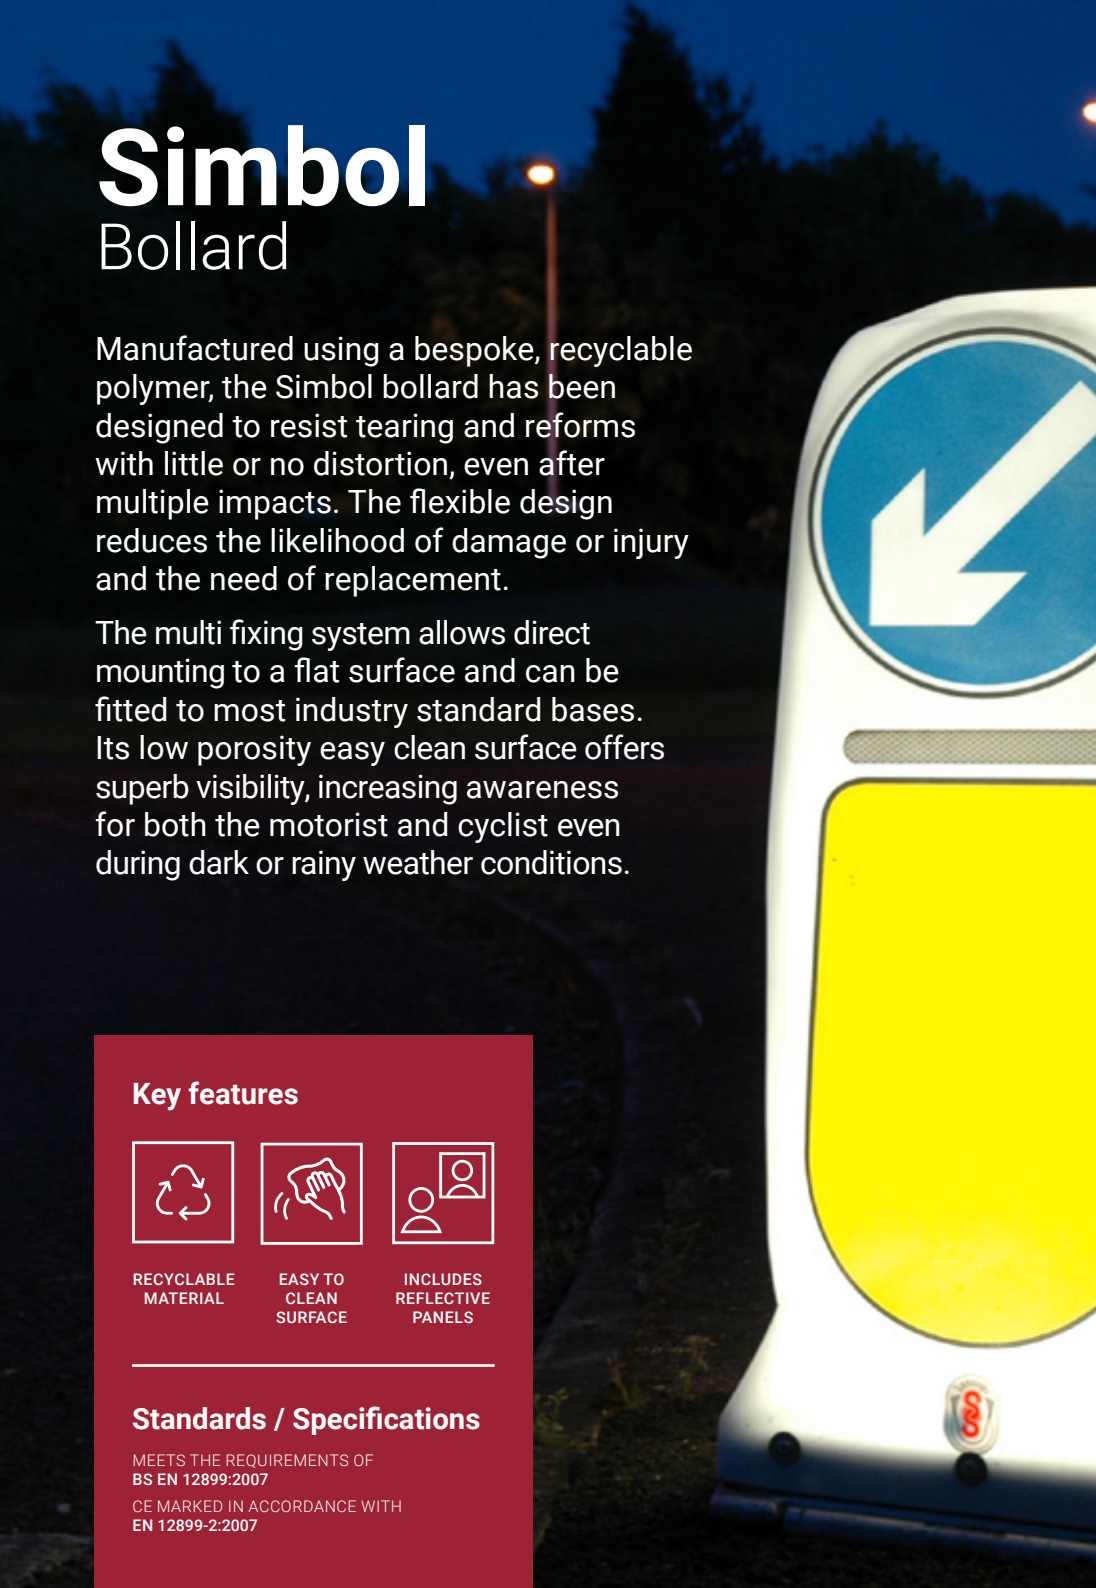 Simbol
Bollard
Manufactured using a bespoke, recyclable
polymer, the Simbol bollard has been
designed to resist tearing and reforms
with little or no distortion, even after
multiple impacts. The flexible design
reduces the likelihood of damage or injury
and the need of replacement.
The multi fixing system allows direct
mounting to a flat surface and can be
fitted to most industry standard bases.
Its low porosity easy clean surface offers
superb visibility, increasing awareness
for both the motorist and cyclist even
during dark or rainy weather conditions.
Key features
RECYCLABLE
MATERIAL
EASY TO
CLEAN
SURFACE
INCLUDES
REFLECTIVE
PANELS
Standards / Specifications
MEETS THE REQUIREMENTS OF
BS EN 12899:2007
CE MARKED IN ACCORDANCE WITH
EN 12899-2:2007